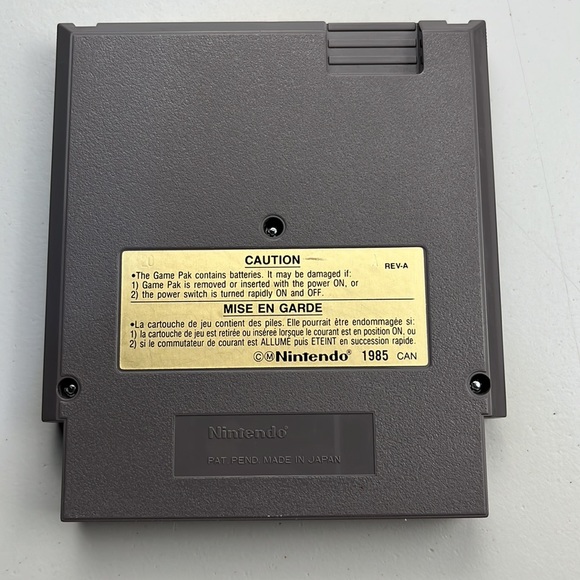 CAUTION
REV-A
•The Game Pak contains batteries. It may be damaged if:
1) Game Pak is removed or inserted with the power ON, or
2) the power switch is turned rapidly ON and OFF.
MISE EN GARDE
•La cartouche de jeu contient des piles. Elle pourrait être endommagée si:
1) la cartouche de jeu est retirée ou insérée lorsque le courant est en position ON, ou
2) si le commutateur de courant est ALLUMÉ puis ETEINT en succession rapide.
©Ⓜ Nintendo® 1985 CAN
Nintendo®
PAT. PEND. MADE IN JAPAN